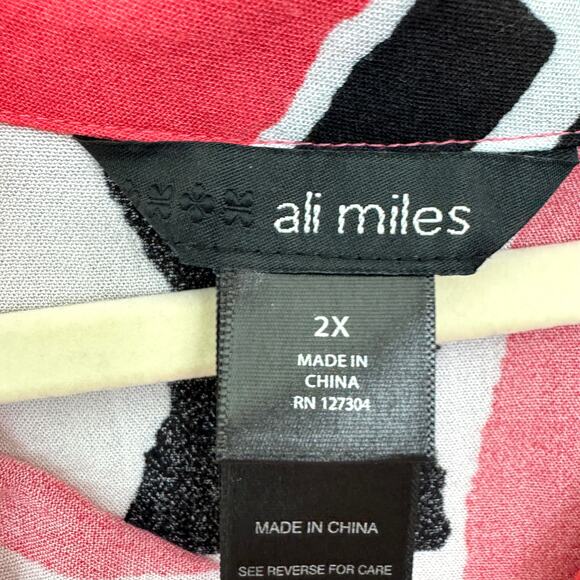 ali miles
2X
MADE IN
CHINA
RN 127304
MADE IN CHINA
SEE REVERSE FOR CARE